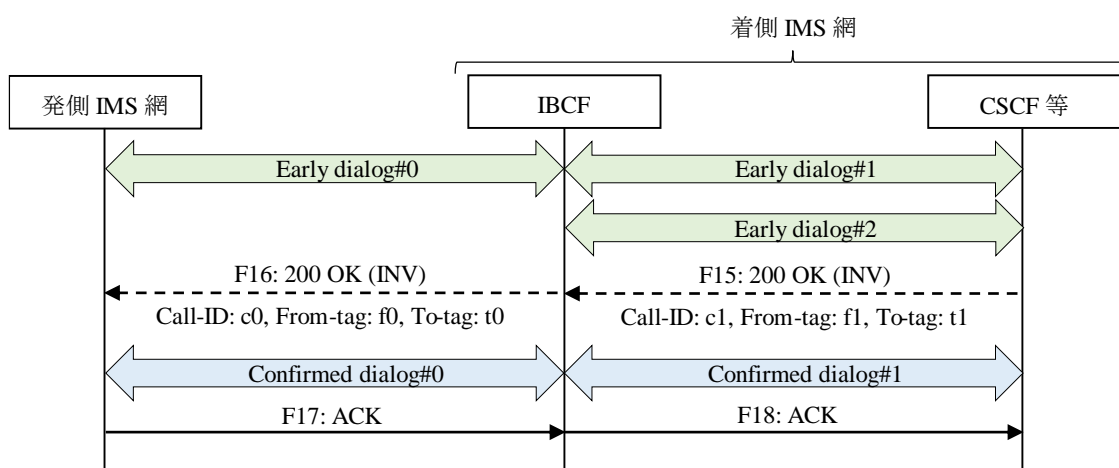 着側 IMS 網
発側 IMS 網
IBCF
CSCF 等
Early dialog#0
Early dialog#1
Early dialog#2
F16: 200 OK (INV)
F15: 200 OK (INV)
Call-ID: c0, From-tag: f0, To-tag: t0
Call-ID: c1, From-tag: f1, To-tag: t1
Confirmed dialog#0
Confirmed dialog#1
F17: ACK
F18: ACK